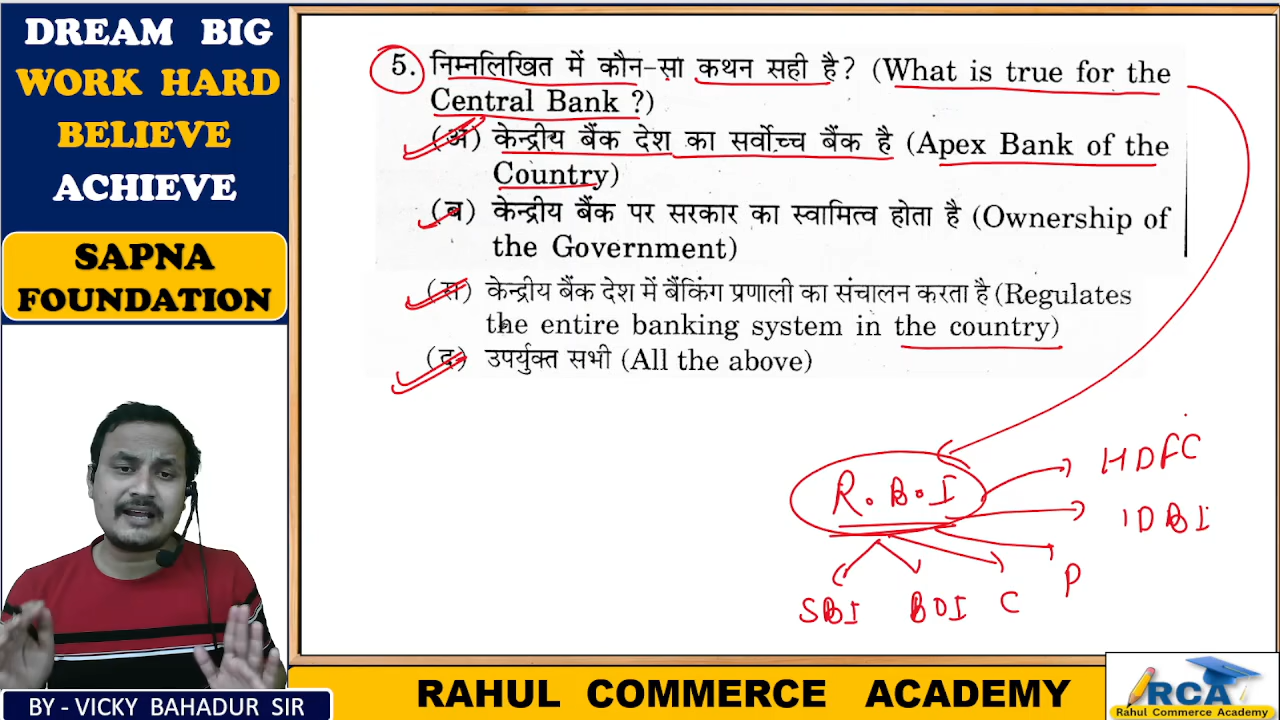 DREAM BIG
WORK HARD
BELIEVE
ACHIEVE
SAPNA
FOUNDATION
5. निम्नलिखित में कौन-सा कथन सही है? (What is true for the
Central Bank ?)
(अ) केन्द्रीय बैंक देश का सर्वोच्च बैंक है (Apex Bank of the
Country)
(ब) केन्द्रीय बैंक पर सरकार का स्वामित्व होता है (Ownership of
the Government)
(स) केन्द्रीय बैंक देश में बैंकिंग प्रणाली का संचालन करता है (Regulates
the entire banking system in the country)
(द) उपर्युक्त सभी (All the above)
R.B.I
HDFC
IDBI
P
SBI BOI C
BY - VICKY BAHADUR SIR
RAHUL COMMERCE ACADEMY
RCA
Rahul Commerce Academy